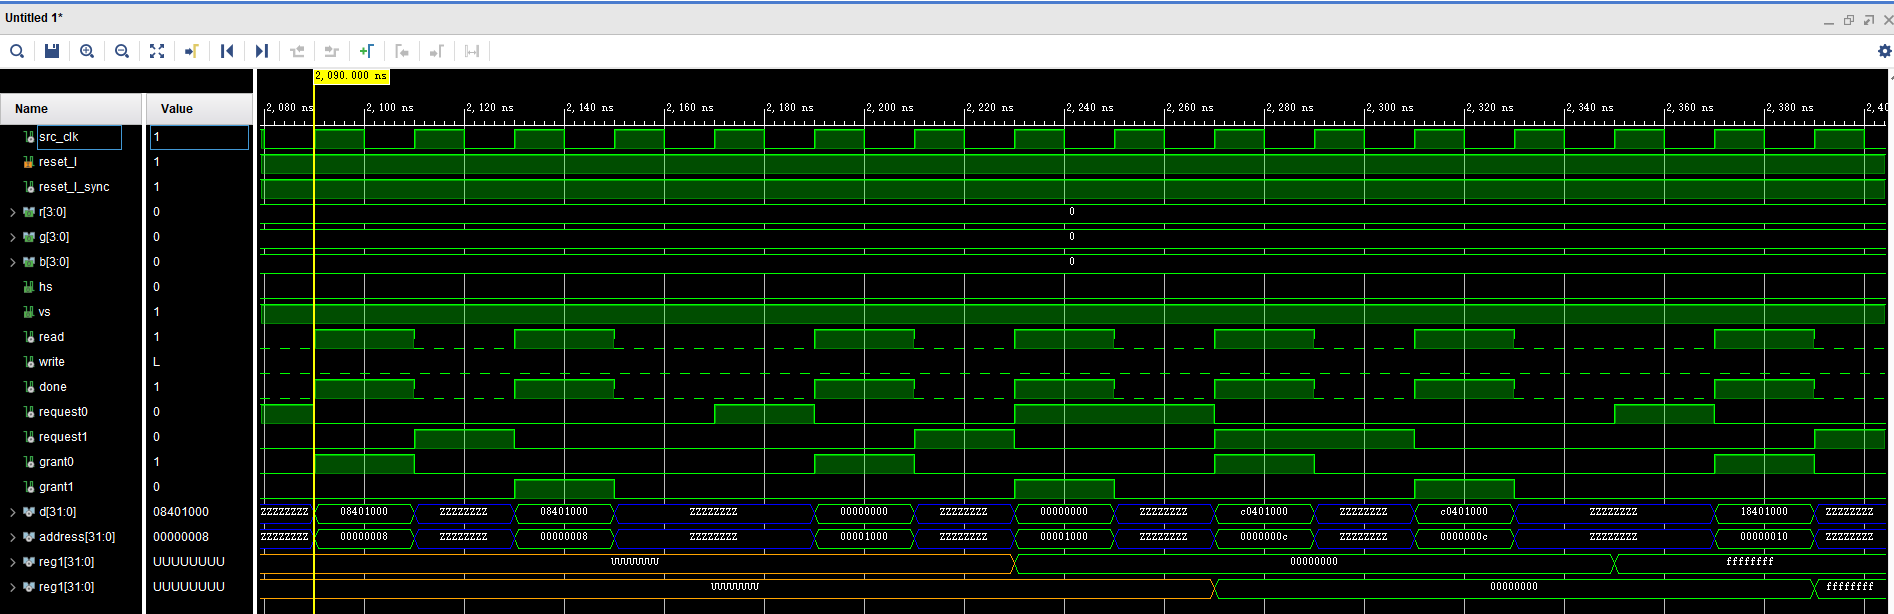 Untitled 1*
2,090.000 ns
2,080 ns 2,100 ns 2,120 ns 2,140 ns 2,160 ns 2,180 ns 2,200 ns 2,220 ns 2,240 ns 2,260 ns 2,280 ns 2,300 ns 2,320 ns 2,340 ns 2,360 ns 2,380 ns 2,40
Name Value
src_clk 1
reset_l 1
reset_l_sync 1
r[3:0] 0 0
g[3:0] 0 0
b[3:0] 0 0
hs 0
vs 1
read 1
write L
done 1
request0 0
request1 0
grant0 1
grant1 0
d[31:0] 08401000 ZZZZZZZZ 08401000 ZZZZZZZZ 08401000 ZZZZZZZZ 00000000 ZZZZZZZZ 00000000 ZZZZZZZZ c0401000 ZZZZZZZZ c0401000 ZZZZZZZZ 18401000 ZZZZZZZZ
address[31:0] 00000008 ZZZZZZZZ 00000008 ZZZZZZZZ 00000008 ZZZZZZZZ 00001000 ZZZZZZZZ 00001000 ZZZZZZZZ 0000000c ZZZZZZZZ 0000000c ZZZZZZZZ 00000010 ZZZZZZZZ
reg1[31:0] UUUUUUUU UUUUUUUU 00000000 ffffffff
reg1[31:0] UUUUUUUU UUUUUUUU 00000000 ffffffff